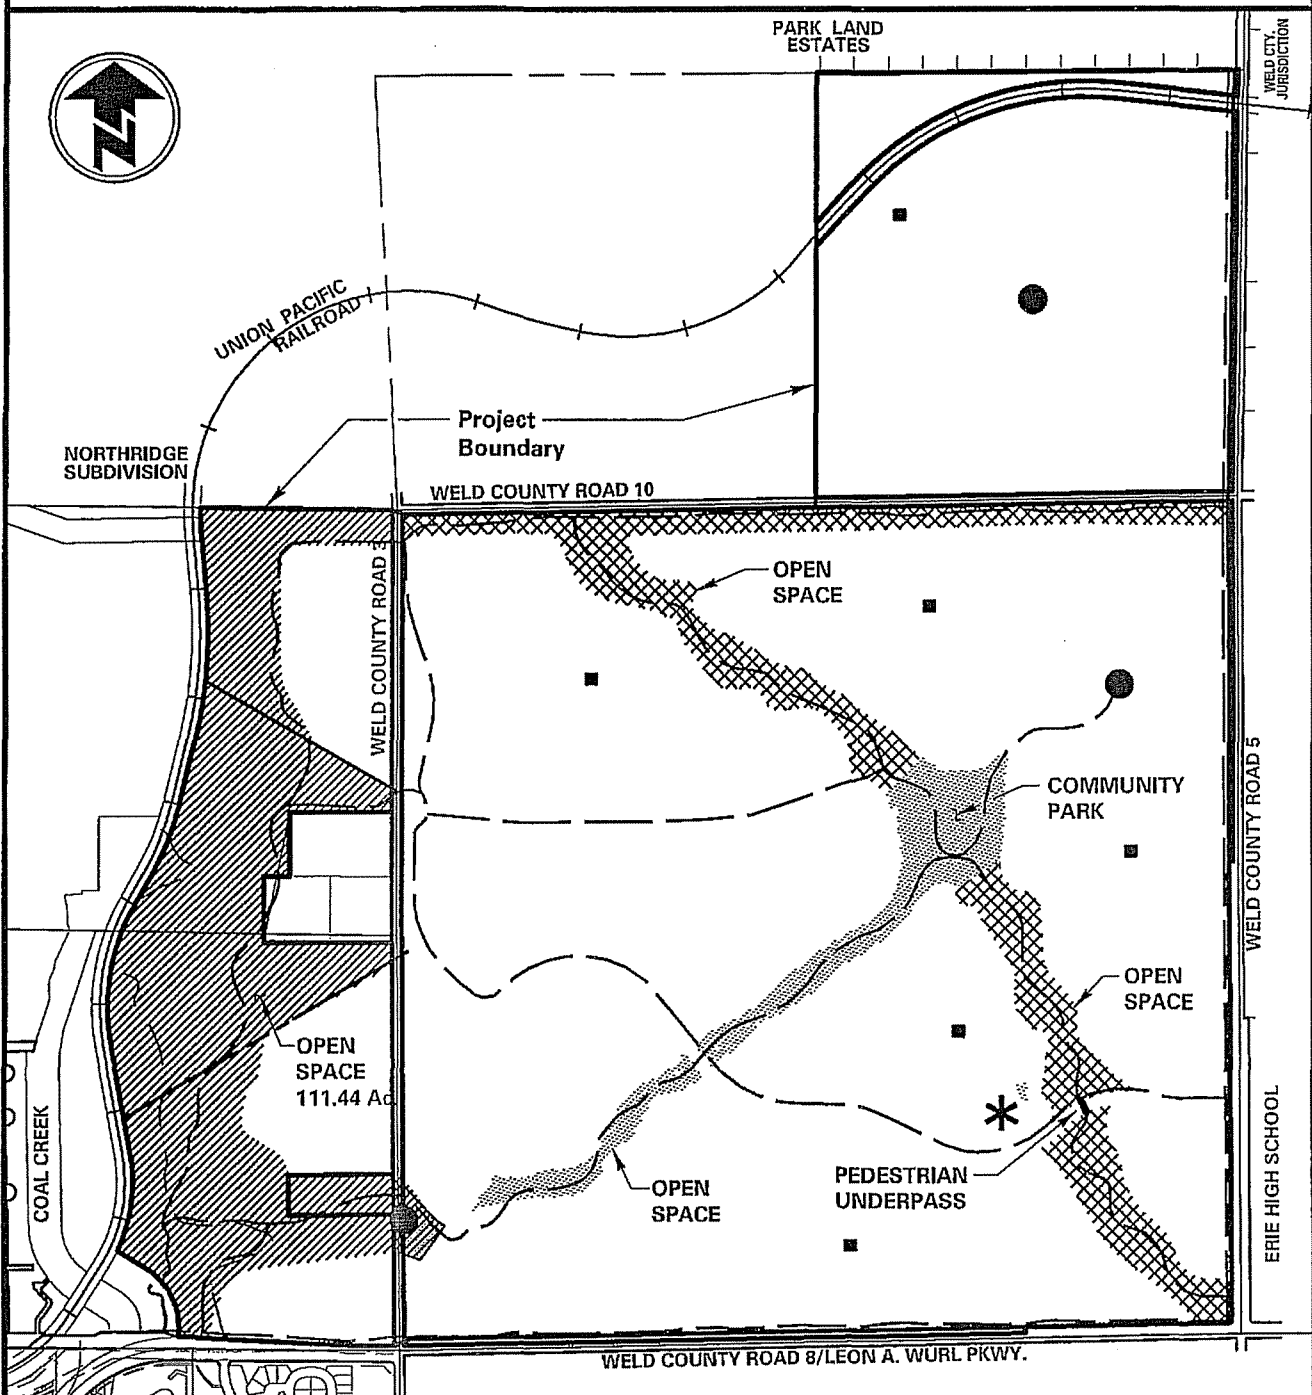 PARK LAND
ESTATES
WELD CTY.
JURISDICTION
N
UNION PACIFIC
RAILROAD
Project
Boundary
NORTHRIDGE
SUBDIVISION
WELD COUNTY ROAD 10
WELD COUNTY ROAD 3
OPEN
SPACE
COMMUNITY
PARK
WELD COUNTY ROAD 5
OPEN
SPACE
OPEN
SPACE
111.44 Ac
COAL CREEK
PEDESTRIAN
UNDERPASS
OPEN
SPACE
ERIE HIGH SCHOOL
WELD COUNTY ROAD 8/LEON A. WURL PKWY.